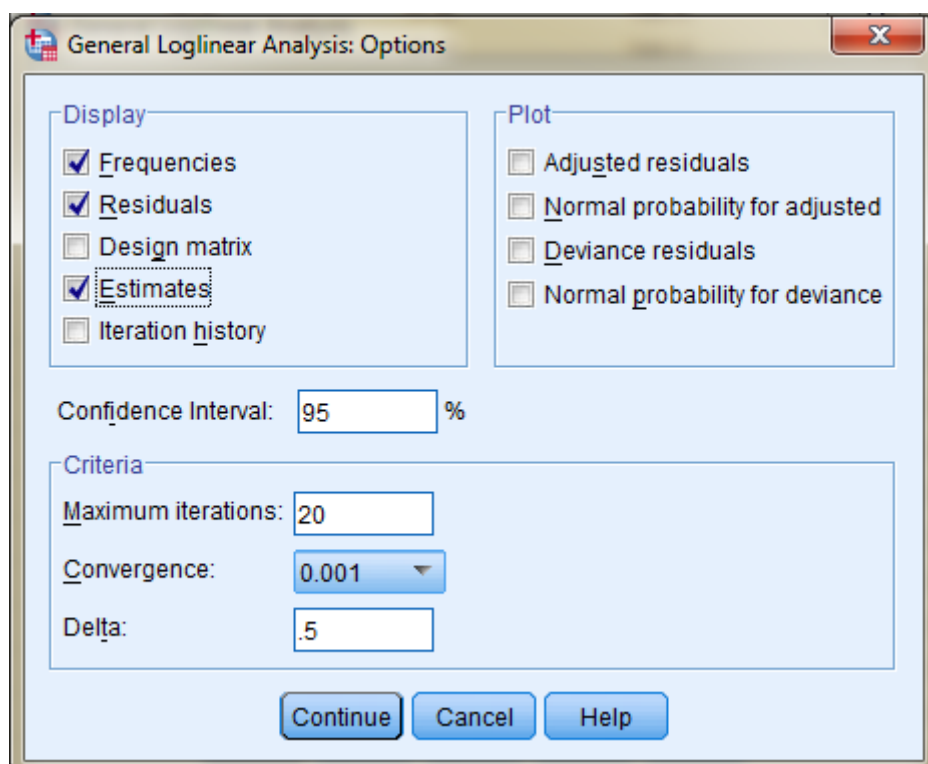 General Loglinear Analysis: Options
Display
Frequencies
Residuals
Design matrix
Estimates
Iteration history
Plot
Adjusted residuals
Normal probability for adjusted
Deviance residuals
Normal probability for deviance
Confidence Interval: 95 %
Criteria
Maximum iterations: 20
Convergence: 0.001
Delta: .5
Continue Cancel Help